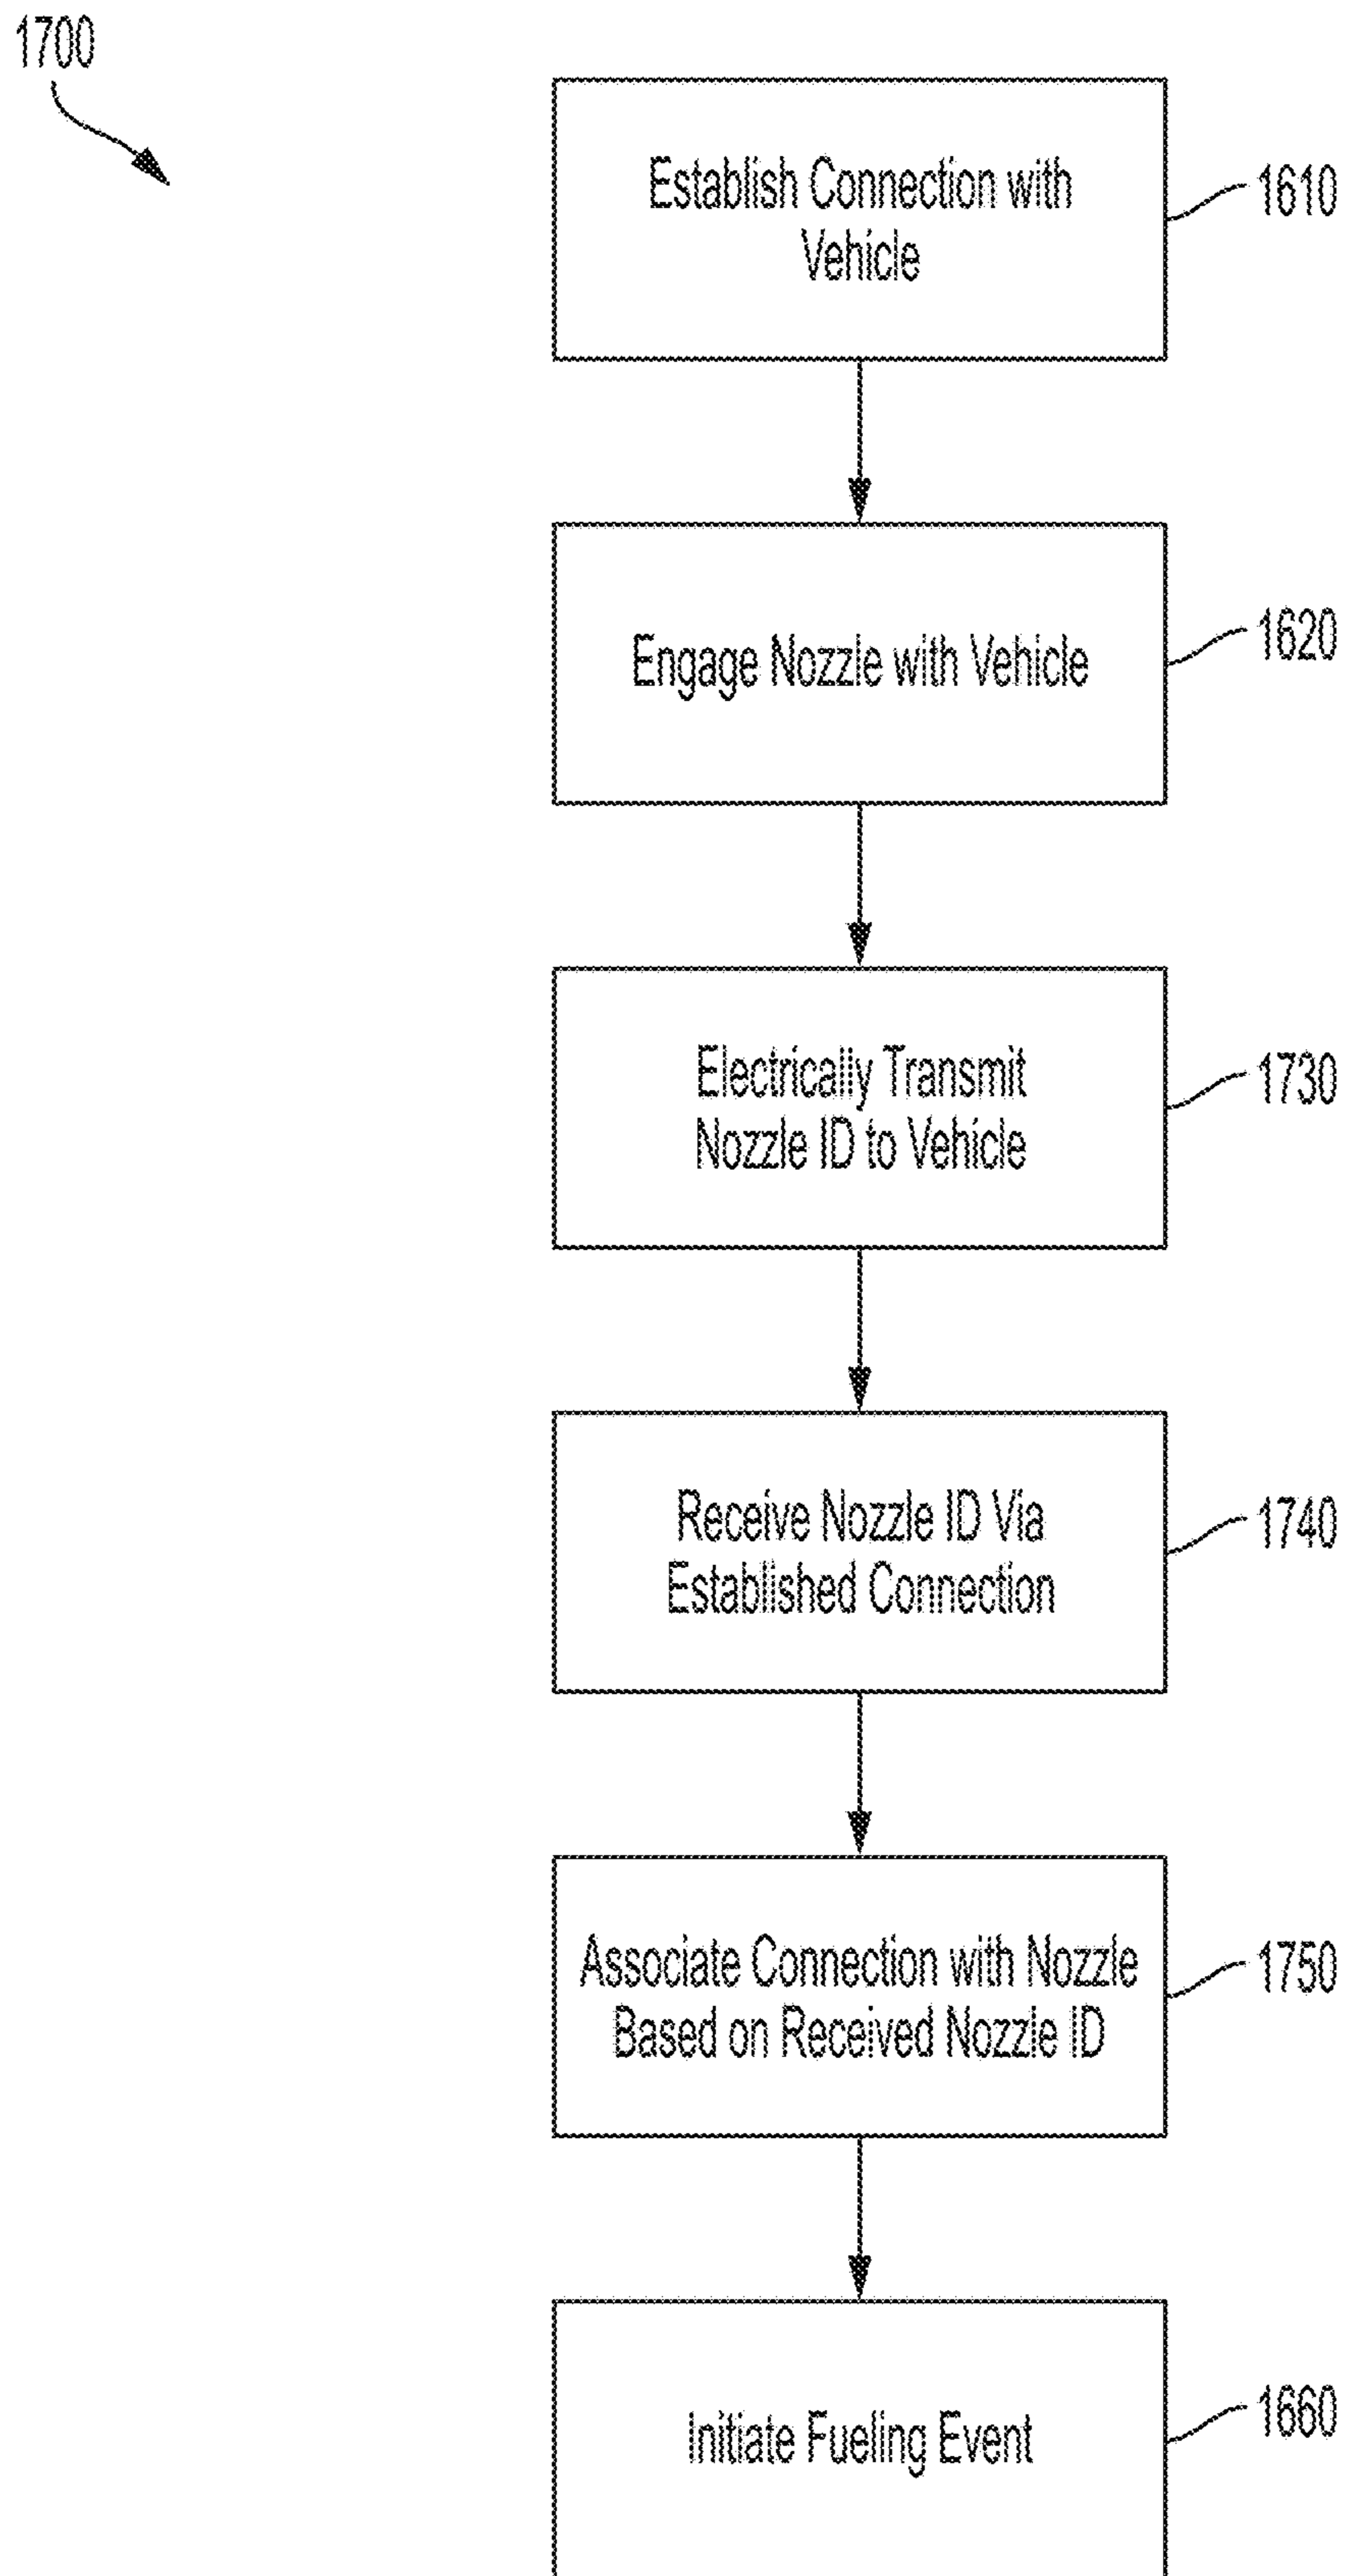 1700
Establish Connection with
Vehicle
1610
Engage Nozzle with Vehicle
1620
Electrically Transmit
Nozzle ID to Vehicle
1730
Receive Nozzle ID Via
Established Connection
1740
Associate Connection with Nozzle
Based on Received Nozzle ID
1750
Initiate Fueling Event
1660